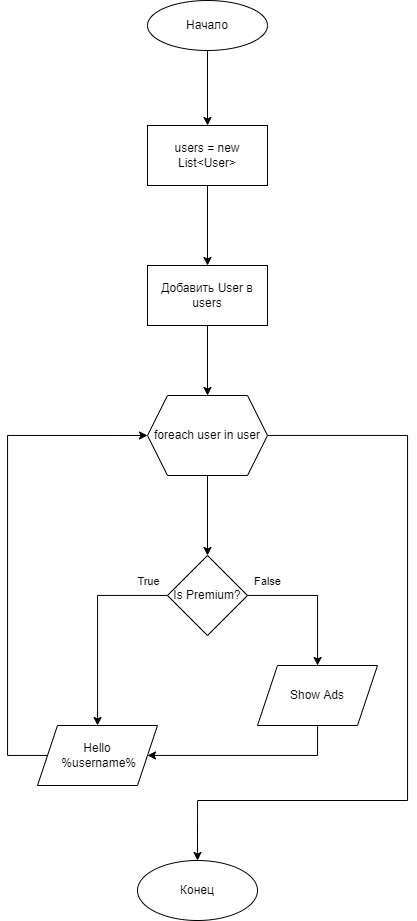 Начало
users = new
List<User>
Добавить User в
users
foreach user in user
True
False
Is Premium?
Show Ads
Hello
%username%
Конец